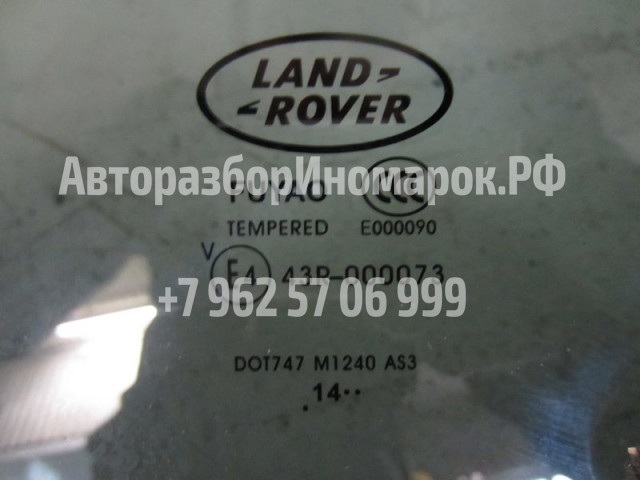 LAND
ROVER
АвторазборИномарок.РФ
FUYAO CCC
TEMPERED E000090
V
E4 43R-000073
+7 962 57 06 999
DOT747 M1240 AS3
.14..